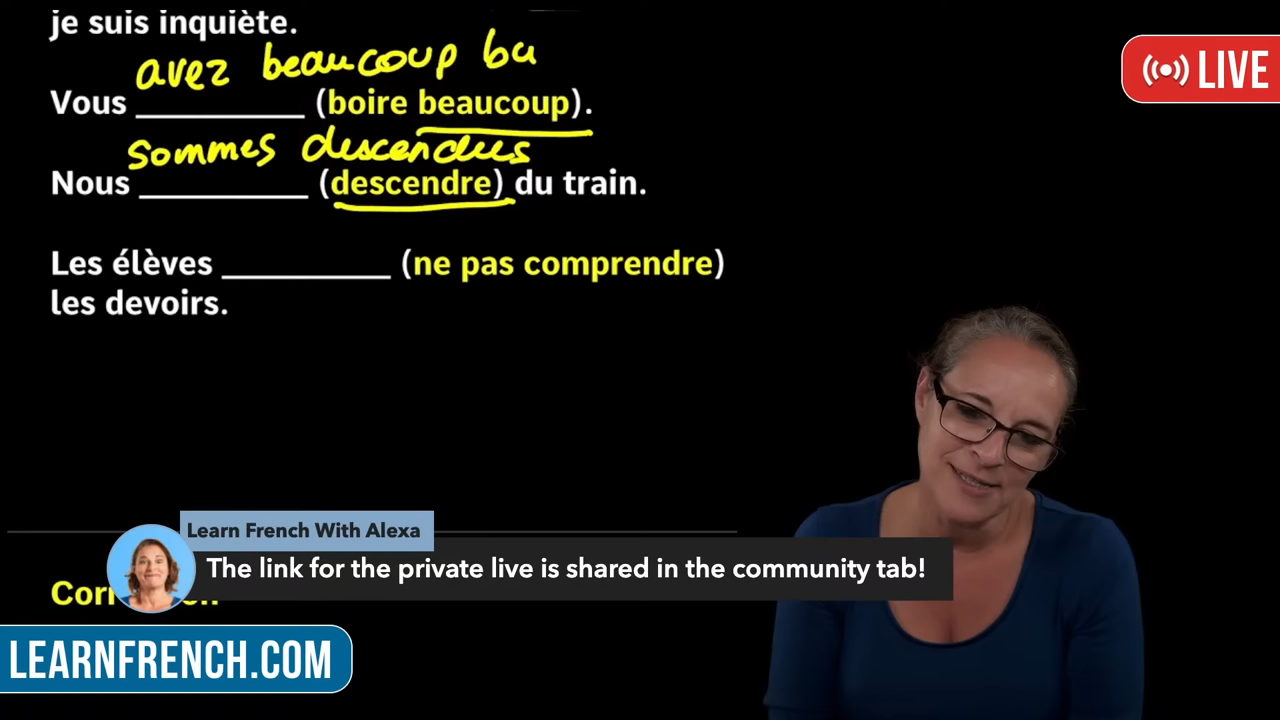 je suis inquiète.
avez beaucoup bu
Vous __________ (boire beaucoup).
sommes descendus
Nous __________ (descendre) du train.
Les élèves __________ (ne pas comprendre)
les devoirs.
LIVE
Learn French With Alexa
The link for the private live is shared in the community tab!
LEARNFRENCH.COM